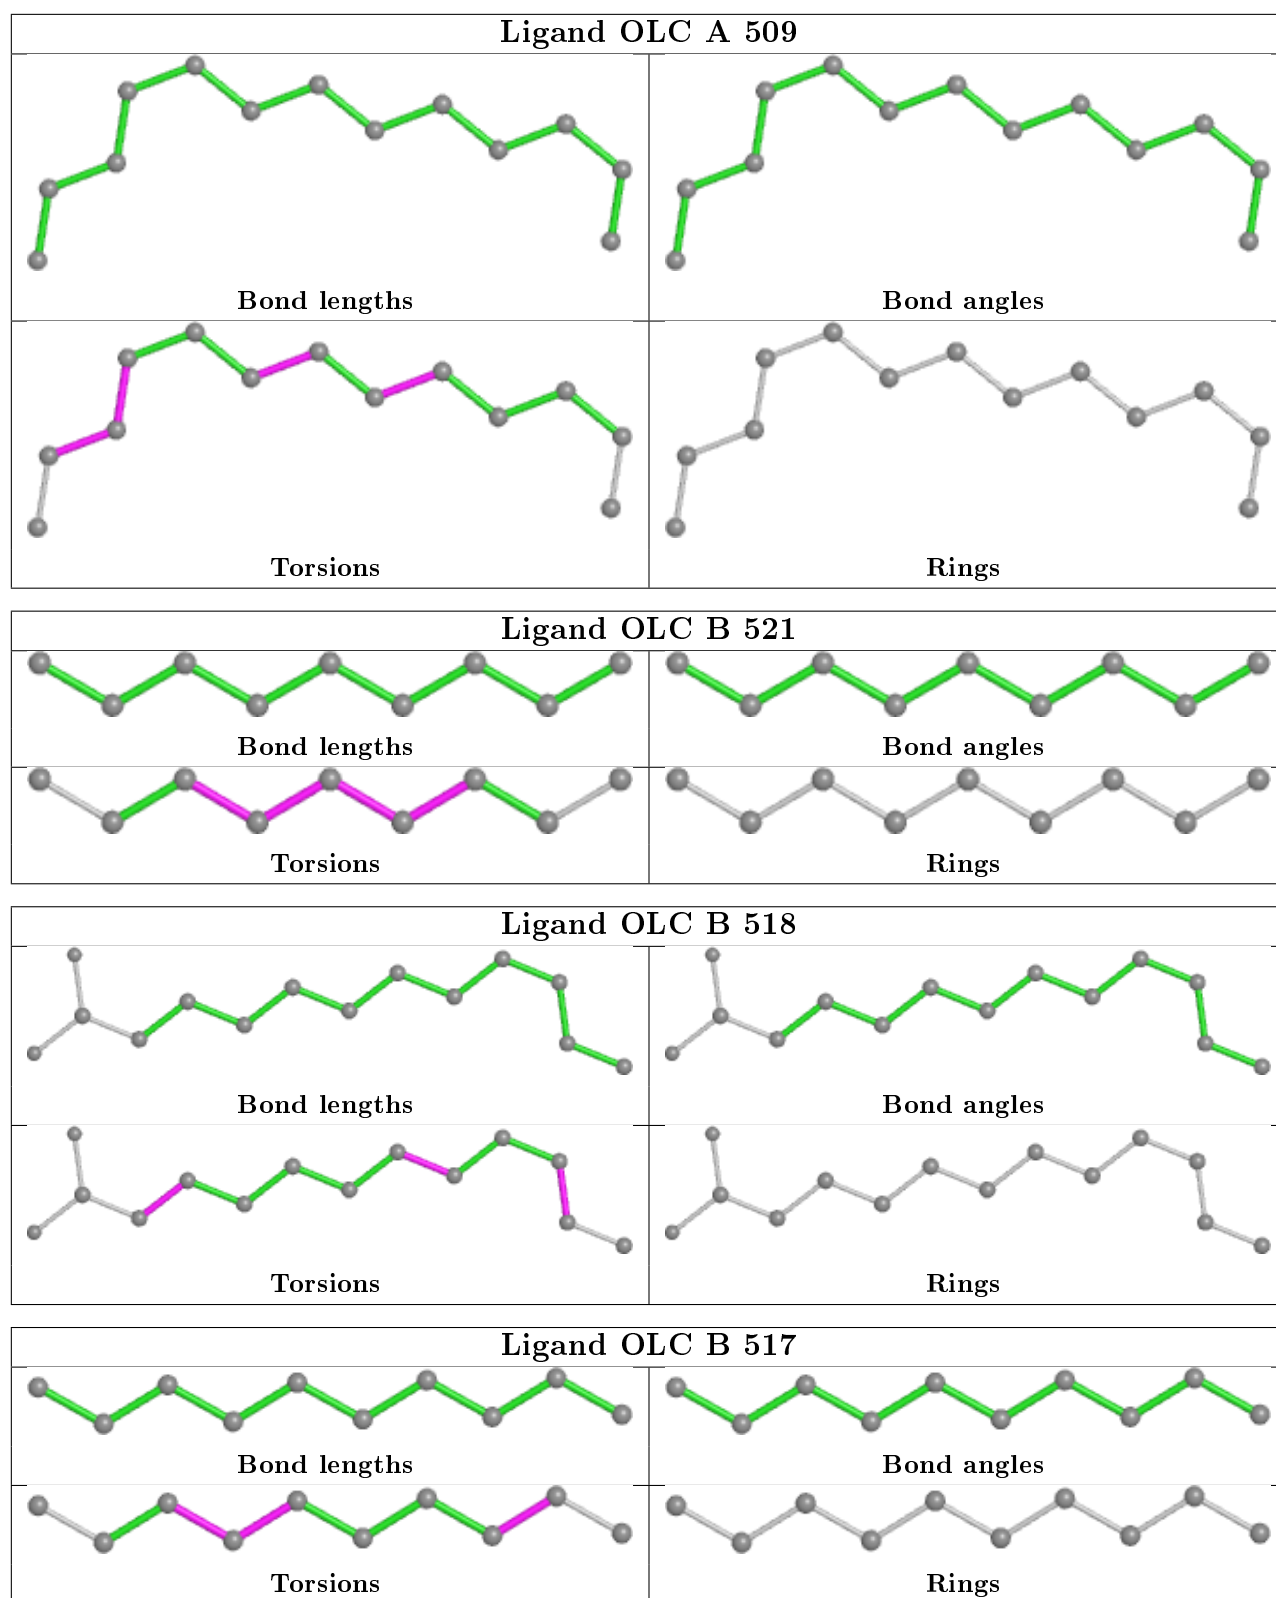 Ligand OLC A 509
Bond lengths
Bond angles
Torsions
Rings
Ligand OLC B 521
Bond lengths
Bond angles
Torsions
Rings
Ligand OLC B 518
Bond lengths
Bond angles
Torsions
Rings
Ligand OLC B 517
Bond lengths
Bond angles
Torsions
Rings